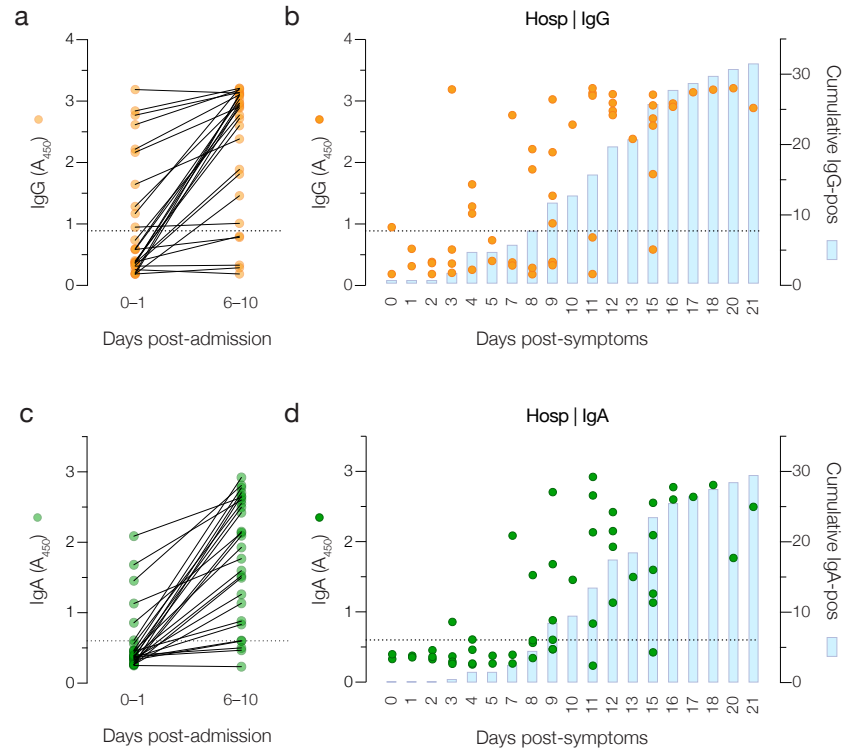 a
4
3
2
1
0
IgG (A450)
0–1
6–10
Days post-admission
b
Hosp | IgG
4
3
2
1
0
IgG (A450)
30
20
10
0
Cumulative IgG-pos
0 1 2 3 4 5 7 8 9 10 11 12 13 15 16 17 18 20 21
Days post-symptoms
c
3
2
1
0
IgA (A450)
0–1
6–10
Days post-admission
d
Hosp | IgA
3
2
1
0
IgA (A450)
30
20
10
0
Cumulative IgA-pos
0 1 2 3 4 5 7 8 9 10 11 12 13 15 16 17 18 20 21
Days post-symptoms